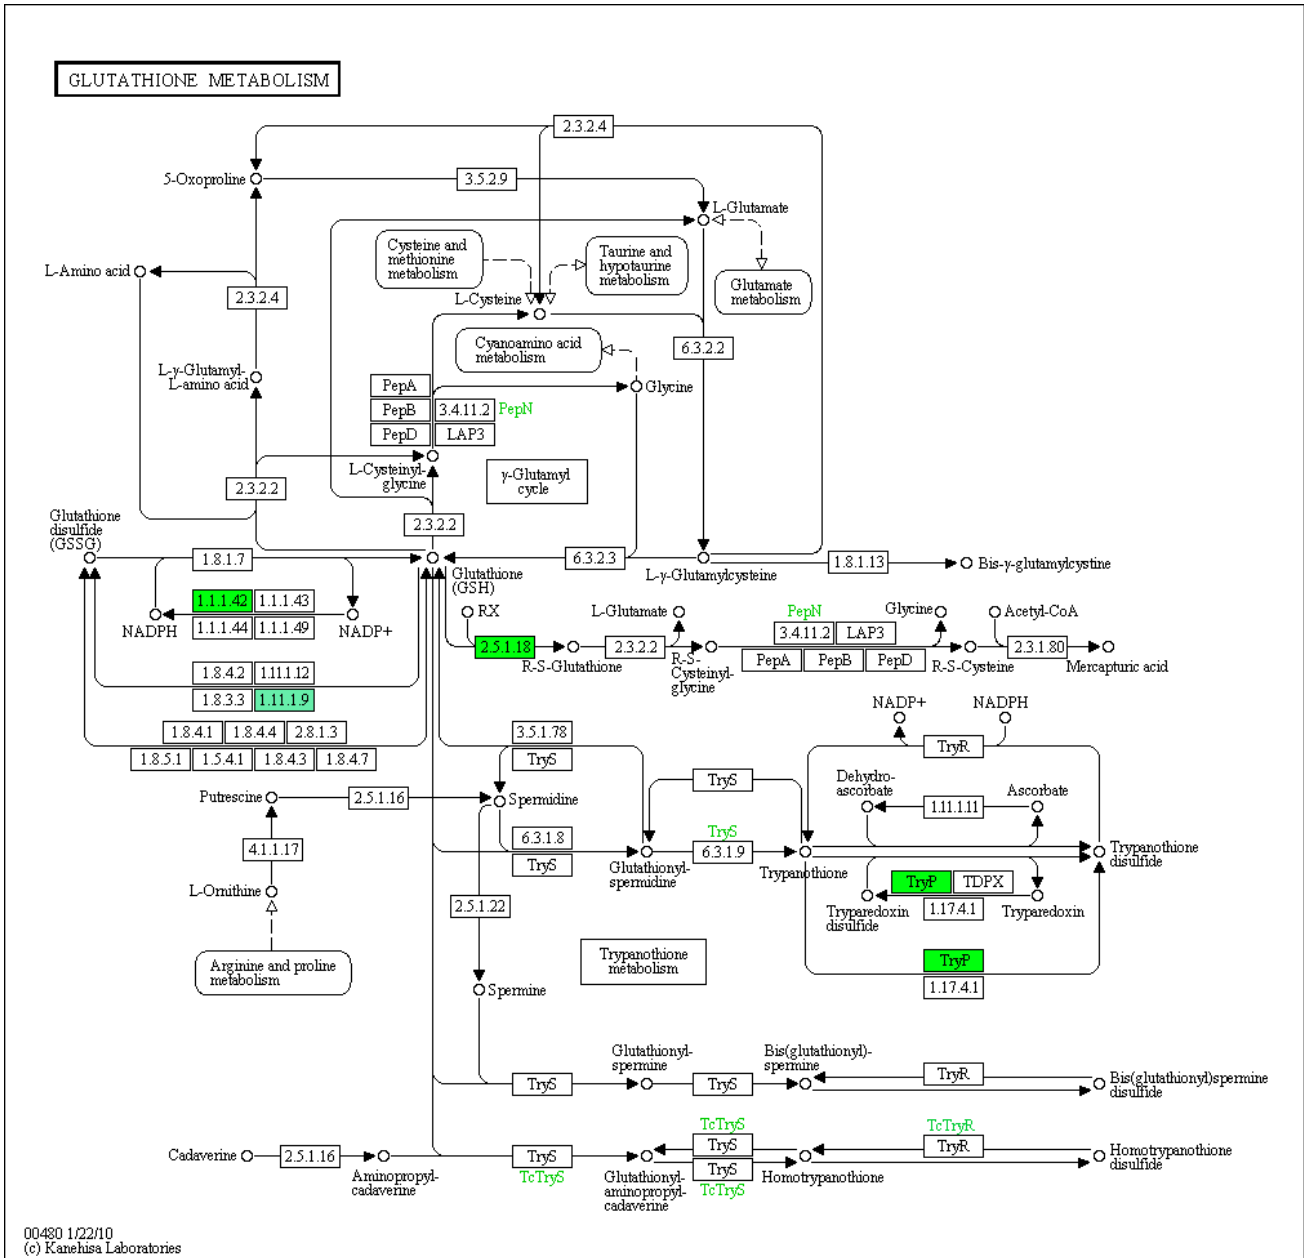 GLUTATHIONE METABOLISM
2.3.2.4
5-Oxoproline
3.5.2.9
L-Glutamate
Cysteine and
methionine
metabolism
Taurine and
hypotaurine
metabolism
L-Amino acid
Glutamate
metabolism
2.3.2.4
L-Cysteine
Cyanoamino acid
metabolism
6.3.2.2
L-γ-Glutamyl-
L-amino acid
PepA
Glycine
PepB
3.4.11.2
PepN
PepD
LAP3
L-Cysteinyl-
glycine
γ-Glutamyl
cycle
2.3.2.2
2.3.2.2
Glutathione
disulfide
(GSSG)
1.8.1.7
Glutathione
(GSH)
6.3.2.3
L-γ-Glutamylcysteine
1.8.1.13
Bis-γ-glutamylcystine
1.1.1.42
1.1.1.43
NADPH
1.1.1.44
1.1.1.49
NADP+
RX
L-Glutamate
PepN
Glycine
Acetyl-CoA
2.5.1.18
R-S-Glutathione
2.3.2.2
R-S-
Cysteinyl-
glycine
3.4.11.2
LAP3
PepA
PepB
PepD
R-S-Cysteine
2.3.1.80
Mercapturic acid
1.8.4.2
1.11.1.12
1.8.3.3
1.11.1.9
1.8.4.1
1.8.4.4
2.8.1.3
1.8.5.1
1.5.4.1
1.8.4.3
1.8.4.7
3.5.1.78
TryS
NADP+
NADPH
TryR
Putrescine
2.5.1.16
Spermidine
TryS
Dehydro-
ascorbate
1.11.1.11
Ascorbate
4.1.1.17
6.3.1.8
TryS
Glutathionyl-
spermidine
TryS
6.3.1.9
Trypanothione
Trypanothione
disulfide
L-Ornithine
2.5.1.22
TryP
TDPX
Tryparedoxin
disulfide
1.17.4.1
Tryparedoxin
Arginine and proline
metabolism
Trypanothione
metabolism
TryP
1.17.4.1
Spermine
Glutathionyl-
spermine
Bis(glutathionyl)-
spermine
TryS
TryS
TryR
Bis(glutathionyl)spermine
disulfide
TcTryS
TcTryR
Cadaverine
2.5.1.16
Aminopropyl-
cadaverine
TryS
TcTryS
Glutathionyl-
aminopropyl-
cadaverine
TryS
TryS
TcTryS
Homotrypanothione
TryR
Homotrypanothione
disulfide
00480 1/22/10
(c) Kanehisa Laboratories